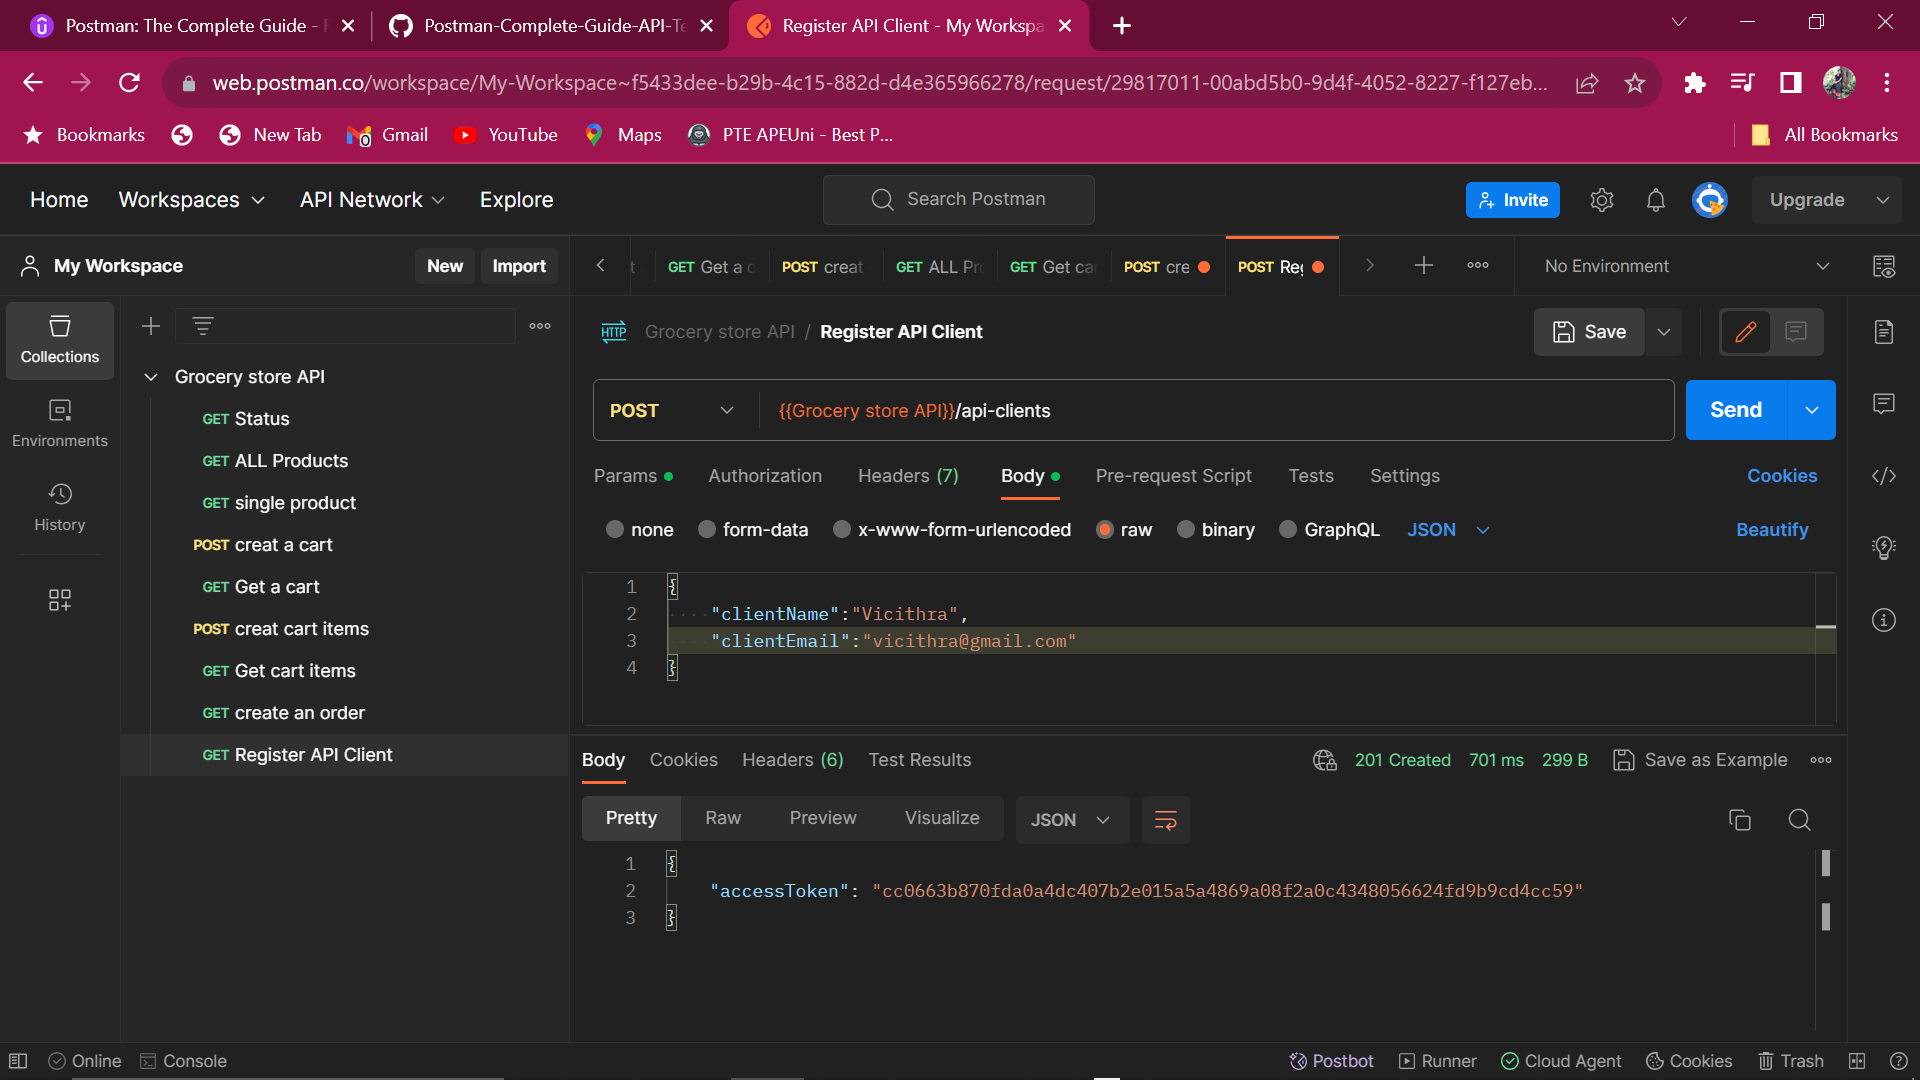 Postman: The Complete Guide -
Postman-Complete-Guide-API-Te
Register API Client - My Workspa
web.postman.co/workspace/My-Workspace~f5433dee-b29b-4c15-882d-d4e365966278/request/29817011-00abd5b0-9d4f-4052-8227-f127eb...
Bookmarks
New Tab
Gmail
YouTube
Maps
PTE APEUni - Best P...
All Bookmarks
Home
Workspaces
API Network
Explore
Search Postman
Invite
Upgrade
My Workspace
New
Import
GET Get a c
POST creat
GET ALL Pro
GET Get car
POST cre
POST Reg
No Environment
Collections
Environments
History
Grocery store API
GET Status
GET ALL Products
GET single product
POST creat a cart
GET Get a cart
POST creat cart items
GET Get cart items
GET create an order
GET Register API Client
HTTP Grocery store API / Register API Client
Save
POST
{{Grocery store API}}/api-clients
Send
Params
Authorization
Headers (7)
Body
Pre-request Script
Tests
Settings
Cookies
none
form-data
x-www-form-urlencoded
raw
binary
GraphQL
JSON
Beautify
1 {
2 "clientName":"Vicithra",
3 "clientEmail":"vicithra@gmail.com"
4 }
Body
Cookies
Headers (6)
Test Results
201 Created
701 ms
299 B
Save as Example
Pretty
Raw
Preview
Visualize
JSON
1 {
2 "accessToken": "cc0663b870fda0a4dc407b2e015a5a4869a08f2a0c4348056624fd9b9cd4cc59"
3 }
Online
Console
Postbot
Runner
Cloud Agent
Cookies
Trash